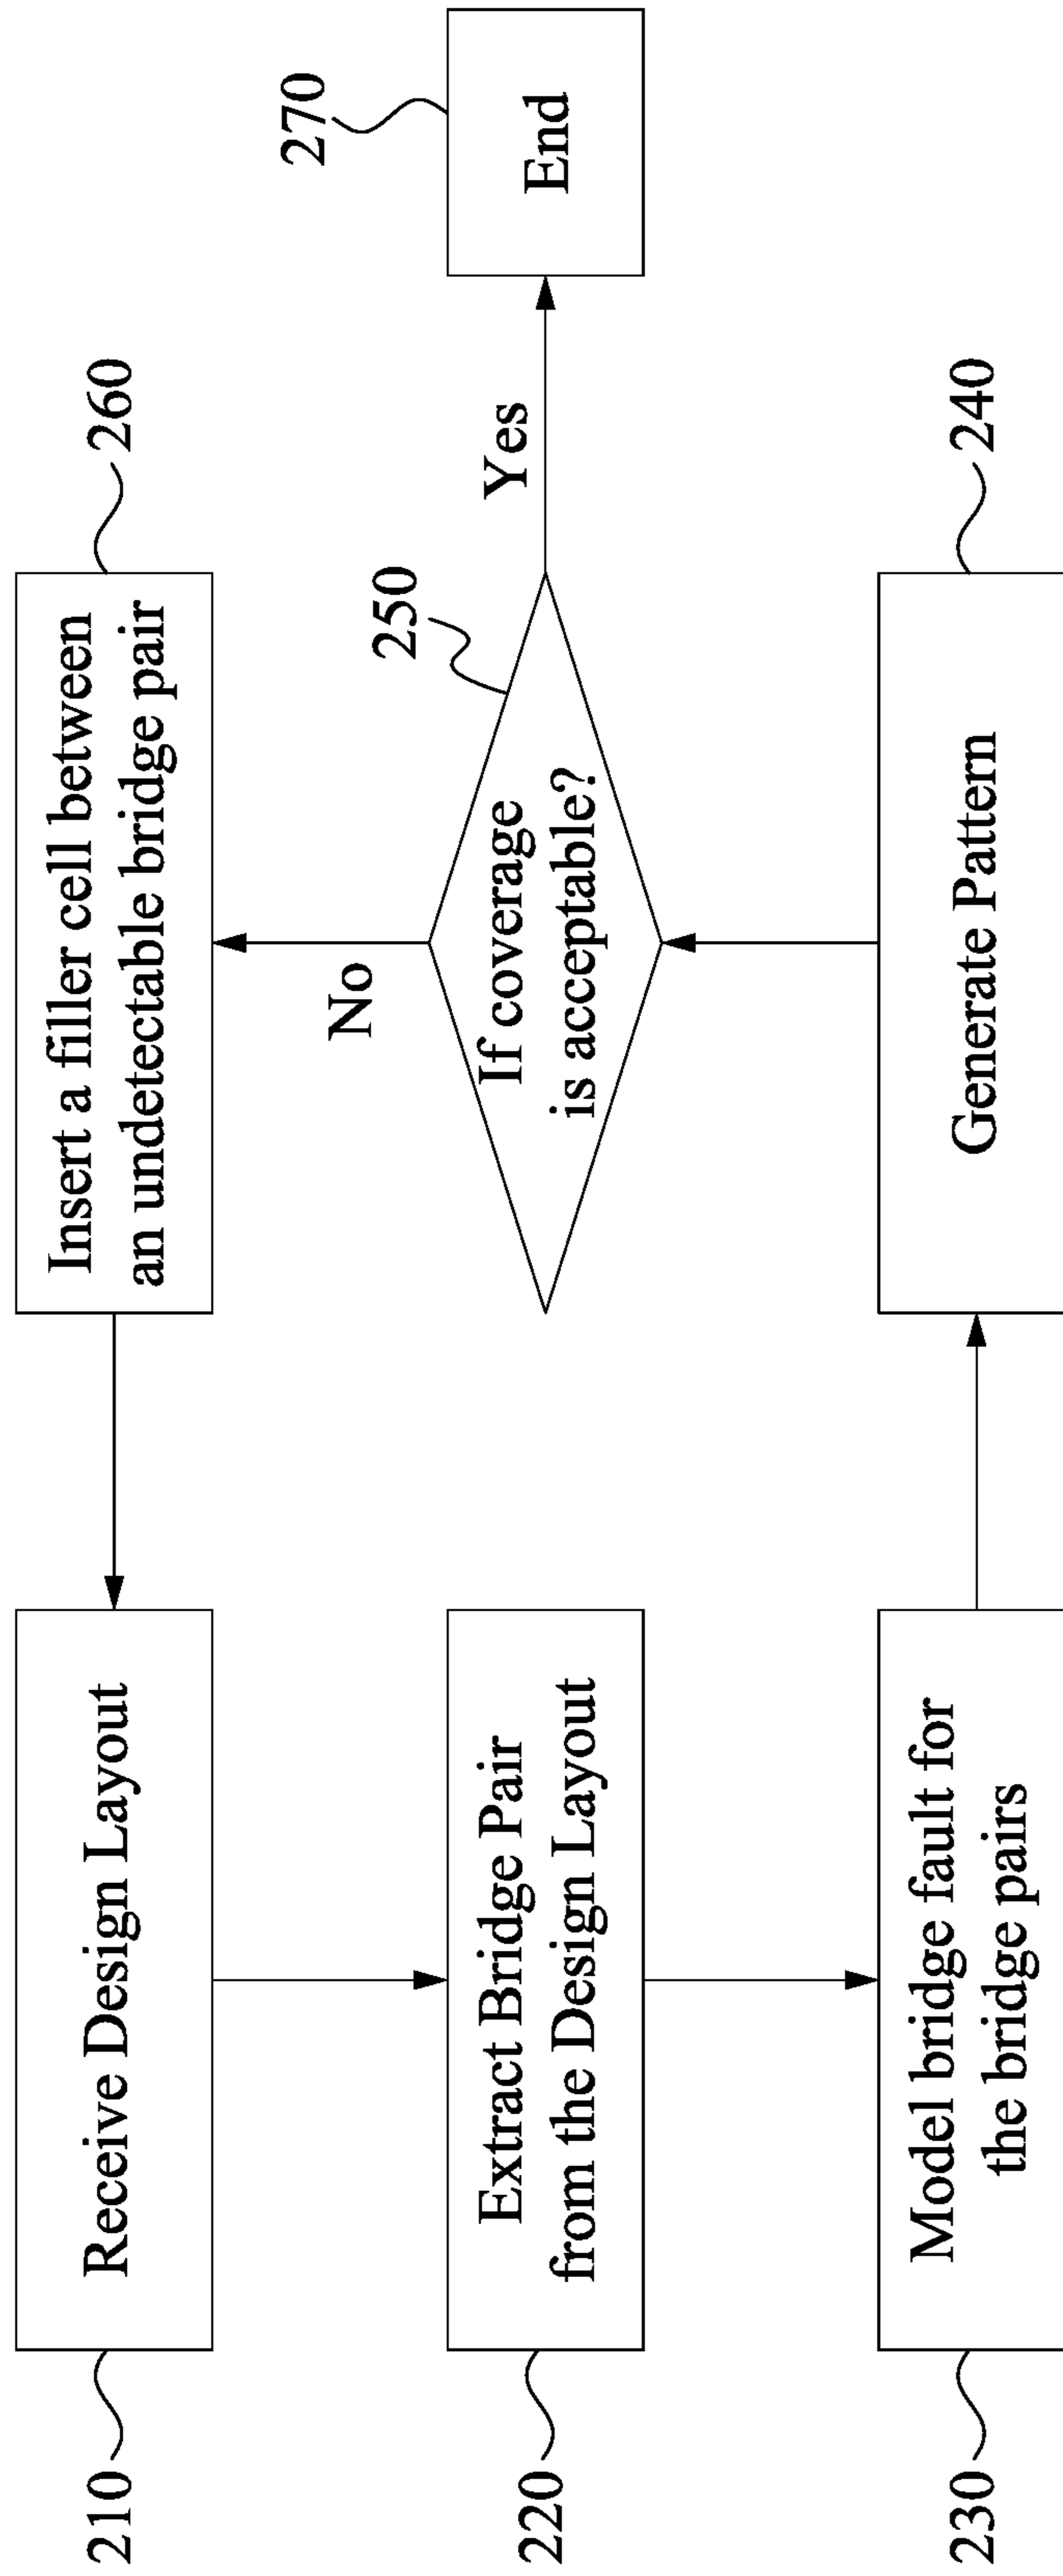 210
Receive Design Layout
220
Extract Bridge Pair
from the Design Layout
230
Model bridge fault for
the bridge pairs
Generate Pattern
240
If coverage
is acceptable?
250
No
Yes
Insert a filler cell between
an undetectable bridge pair
260
End
270